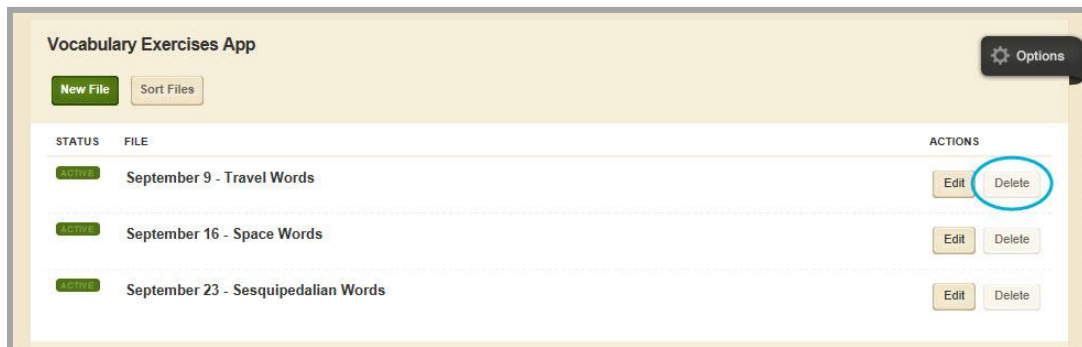 Vocabulary Exercises App
Options
New File Sort Files
STATUS FILE ACTIONS
ACTIVE September 9 - Travel Words Edit Delete
ACTIVE September 16 - Space Words Edit Delete
ACTIVE September 23 - Sesquipedalian Words Edit Delete